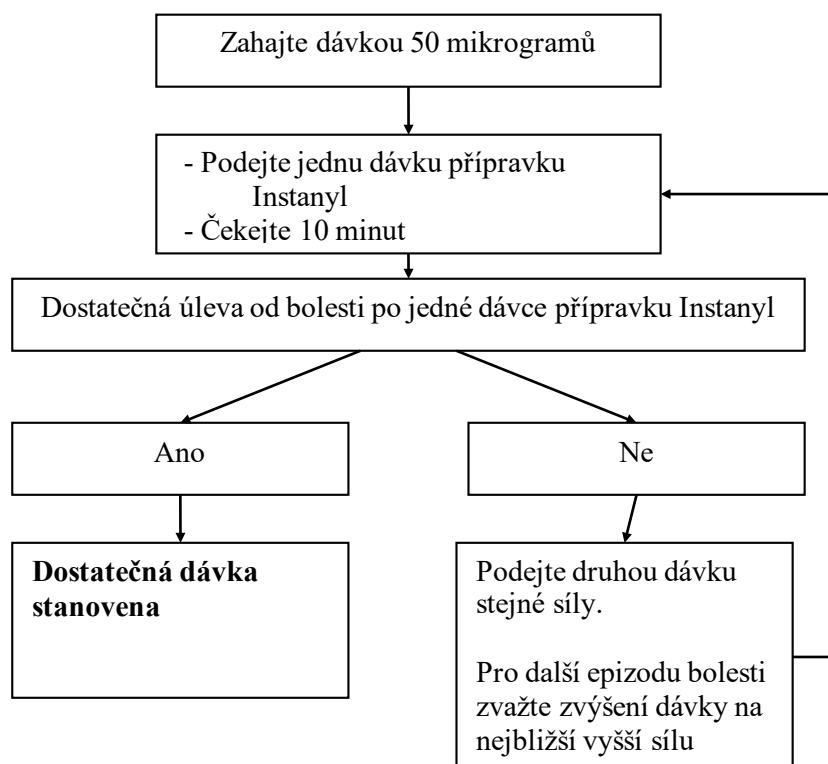 Zahajte dávkou 50 mikrogramů
- Podejte jednu dávku přípravku
Instanyl
- Čekejte 10 minut
Dostatečná úleva od bolesti po jedné dávce přípravku Instanyl
Ano
Ne
Dostatečná dávka
stanovena
Podejte druhou dávku
stejné síly.
Pro další epizodu bolesti
zvažte zvýšení dávky na
nejbližší vyšší sílu